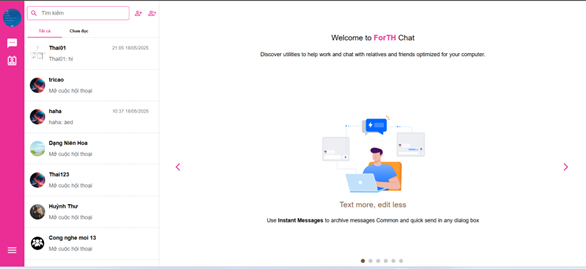 Tìm kiếm
Tất cả
Chưa đọc
Thai01
21:05 18/05/2025
Thai01: hi
tricao
Mở cuộc hội thoại
haha
10:37 18/05/2025
haha: aed
Dạng Niên Hoa
Mở cuộc hội thoại
Thai123
Mở cuộc hội thoại
Huỳnh Thư
Mở cuộc hội thoại
Cong nghe moi 13
Mở cuộc hội thoại
Welcome to ForTH Chat
Discover utilities to help work and chat with relatives and friends optimized for your computer.
Text more, edit less
Use Instant Messages to archive messages Common and quick send in any dialog box